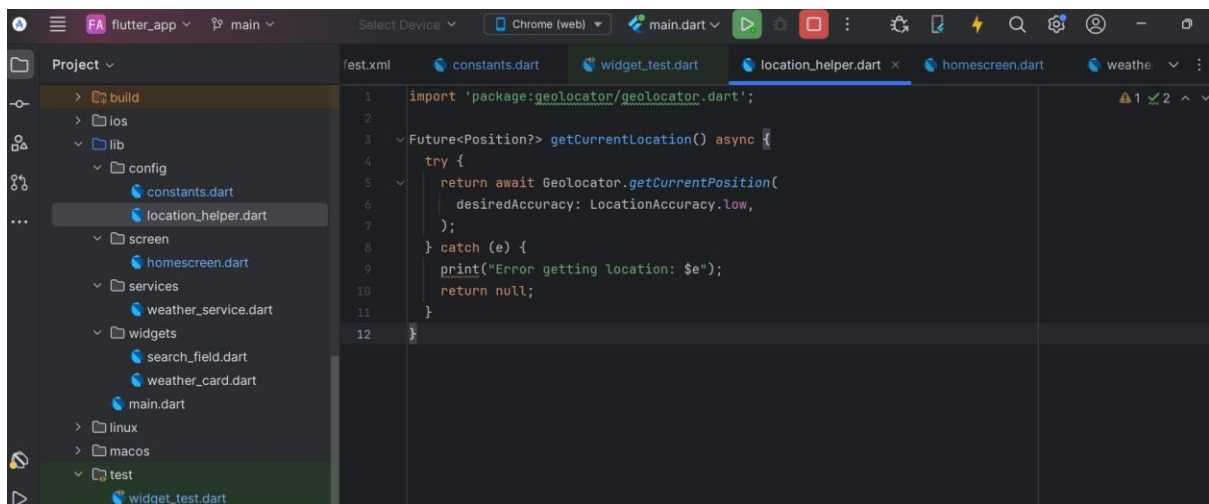 FA flutter_app main Select Device Chrome (web) main.dart
Project
fest.xml constants.dart widget_test.dart location_helper.dart homescreen.dart weathe
build
ios
lib
config
constants.dart
location_helper.dart
screen
homescreen.dart
services
weather_service.dart
widgets
search_field.dart
weather_card.dart
main.dart
linux
macos
test
widget_test.dart
1 import 'package:geolocator/geolocator.dart';
2
3 Future<Position?> getCurrentLocation() async {
4 try {
5 return await Geolocator.getCurrentPosition(
6 desiredAccuracy: LocationAccuracy.low,
7 );
8 } catch (e) {
9 print("Error getting location: $e");
10 return null;
11 }
12 }
1 2